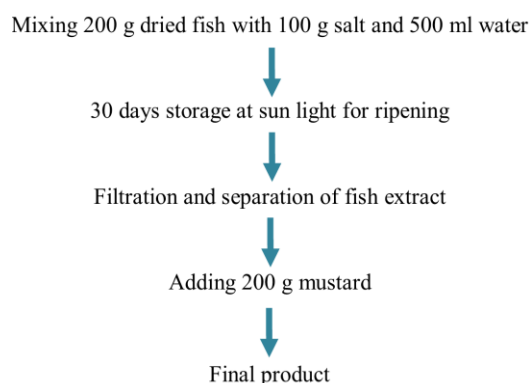 Mixing 200 g dried fish with 100 g salt and 500 ml water
30 days storage at sun light for ripening
Filtration and separation of fish extract
Adding 200 g mustard
Final product